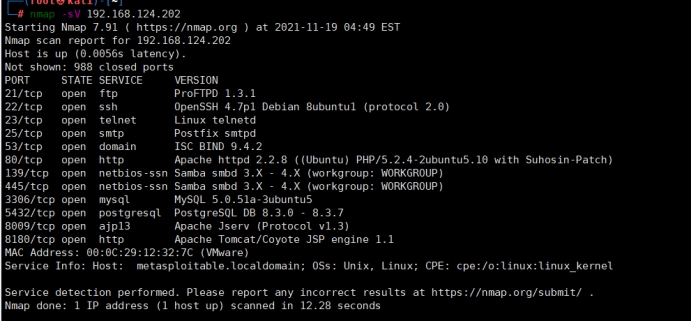 (root㉿kali)-[~]
# nmap -sV 192.168.124.202
Starting Nmap 7.91 ( https://nmap.org ) at 2021-11-19 04:49 EST
Nmap scan report for 192.168.124.202
Host is up (0.0056s latency).
Not shown: 988 closed ports
PORT STATE SERVICE VERSION
21/tcp open ftp ProFTPD 1.3.1
22/tcp open ssh OpenSSH 4.7p1 Debian 8ubuntu1 (protocol 2.0)
23/tcp open telnet Linux telnetd
25/tcp open smtp Postfix smtpd
53/tcp open domain ISC BIND 9.4.2
80/tcp open http Apache httpd 2.2.8 ((Ubuntu) PHP/5.2.4-2ubuntu5.10 with Suhosin-Patch)
139/tcp open netbios-ssn Samba smbd 3.X - 4.X (workgroup: WORKGROUP)
445/tcp open netbios-ssn Samba smbd 3.X - 4.X (workgroup: WORKGROUP)
3306/tcp open mysql MySQL 5.0.51a-3ubuntu5
5432/tcp open postgresql PostgreSQL DB 8.3.0 - 8.3.7
8009/tcp open ajp13 Apache Jserv (Protocol v1.3)
8180/tcp open http Apache Tomcat/Coyote JSP engine 1.1
MAC Address: 00:0C:29:12:32:7C (VMware)
Service Info: Host: metasploitable.localdomain; OSs: Unix, Linux; CPE: cpe:/o:linux:linux_kernel
Service detection performed. Please report any incorrect results at https://nmap.org/submit/ .
Nmap done: 1 IP address (1 host up) scanned in 12.28 seconds